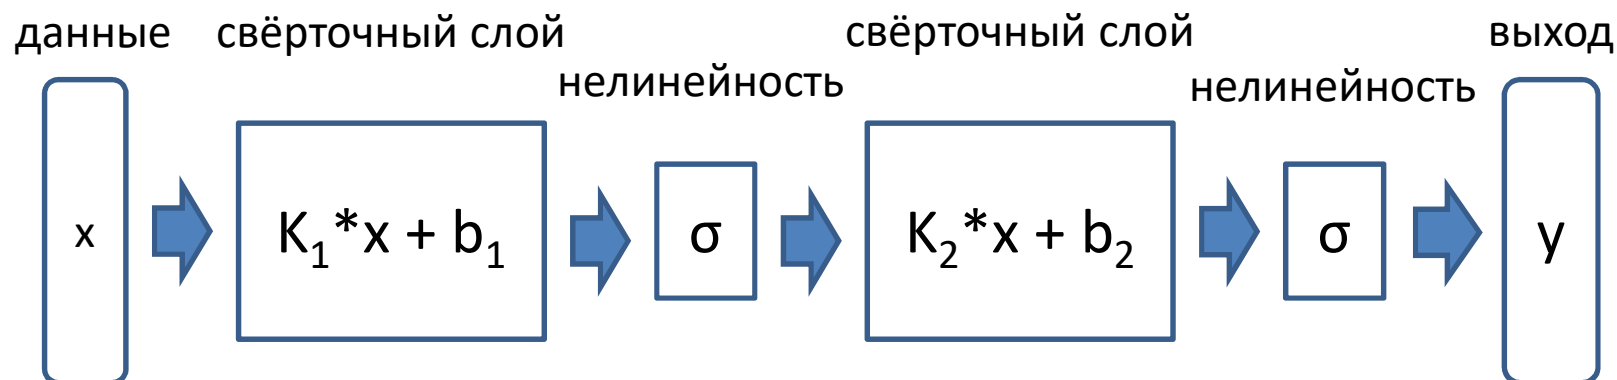 данные
свёрточный слой
нелинейность
свёрточный слой
нелинейность
выход
x
K₁*x + b₁
σ
K₂*x + b₂
σ
y